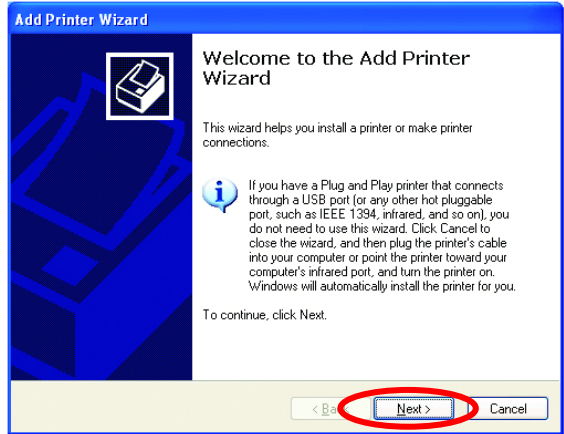 Add Printer Wizard
Welcome to the Add Printer
Wizard
This wizard helps you install a printer or make printer
connections.
If you have a Plug and Play printer that connects
through a USB port (or any other hot pluggable
port, such as IEEE 1394, infrared, and so on), you
do not need to use this wizard. Click Cancel to
close the wizard, and then plug the printer's cable
into your computer or point the printer toward your
computer's infrared port, and turn the printer on.
Windows will automatically install the printer for you.
To continue, click Next.
Next > Cancel